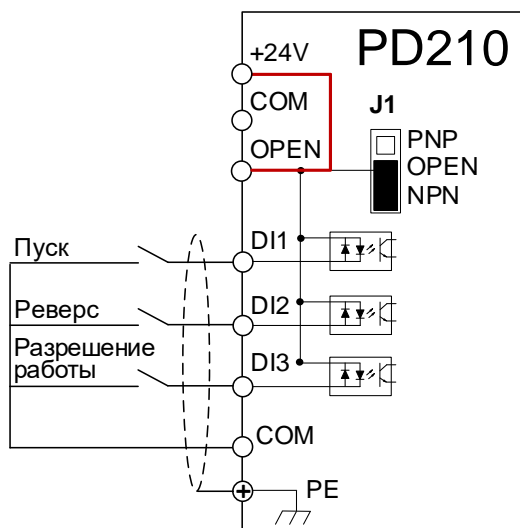 PD210
+24V
COM
J1
PNP
OPEN
OPEN
NPN
Пуск
DI1
Реверс
DI2
Разрешение
работы
DI3
COM
PE